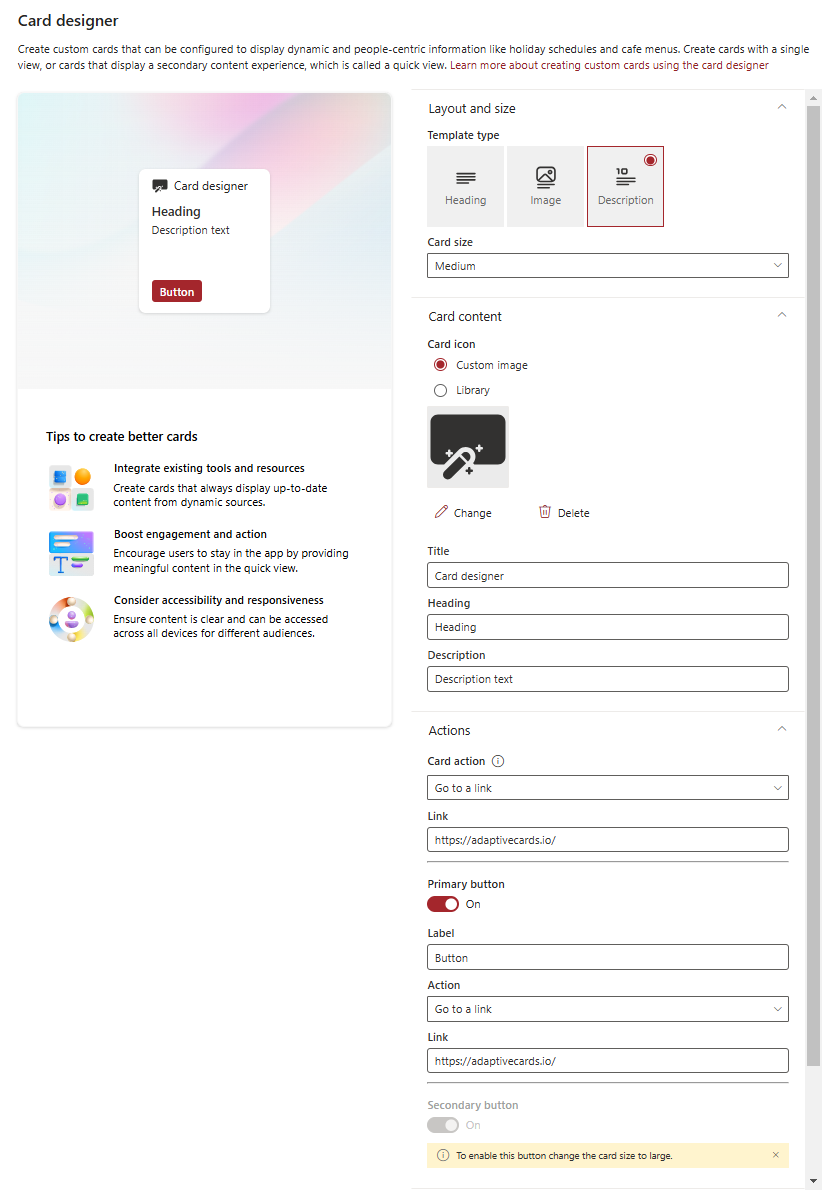 Card designer
Create custom cards that can be configured to display dynamic and people-centric information like holiday schedules and cafe menus. Create cards with a single
view, or cards that display a secondary content experience, which is called a quick view. Learn more about creating custom cards using the card designer
Card designer
Heading
Description text
Button
Tips to create better cards
Integrate existing tools and resources
Create cards that always display up-to-date
content from dynamic sources.
Boost engagement and action
Encourage users to stay in the app by providing
meaningful content in the quick view.
T
Consider accessibility and responsiveness
Ensure content is clear and can be accessed
across all devices for different audiences.
Layout and size
Template type
10
Heading
Image
Description
Card size
Medium
Card content
Card icon
Custom image
Library
Change
Delete
Title
Card designer
Heading
Heading
Description
Description text
Actions
Card action
Go to a link
Link
https://adaptivecards.io/
Primary button
On
Label
Button
Action
Go to a link
Link
https://adaptivecards.io/
Secondary button
On
To enable this button change the card size to large.